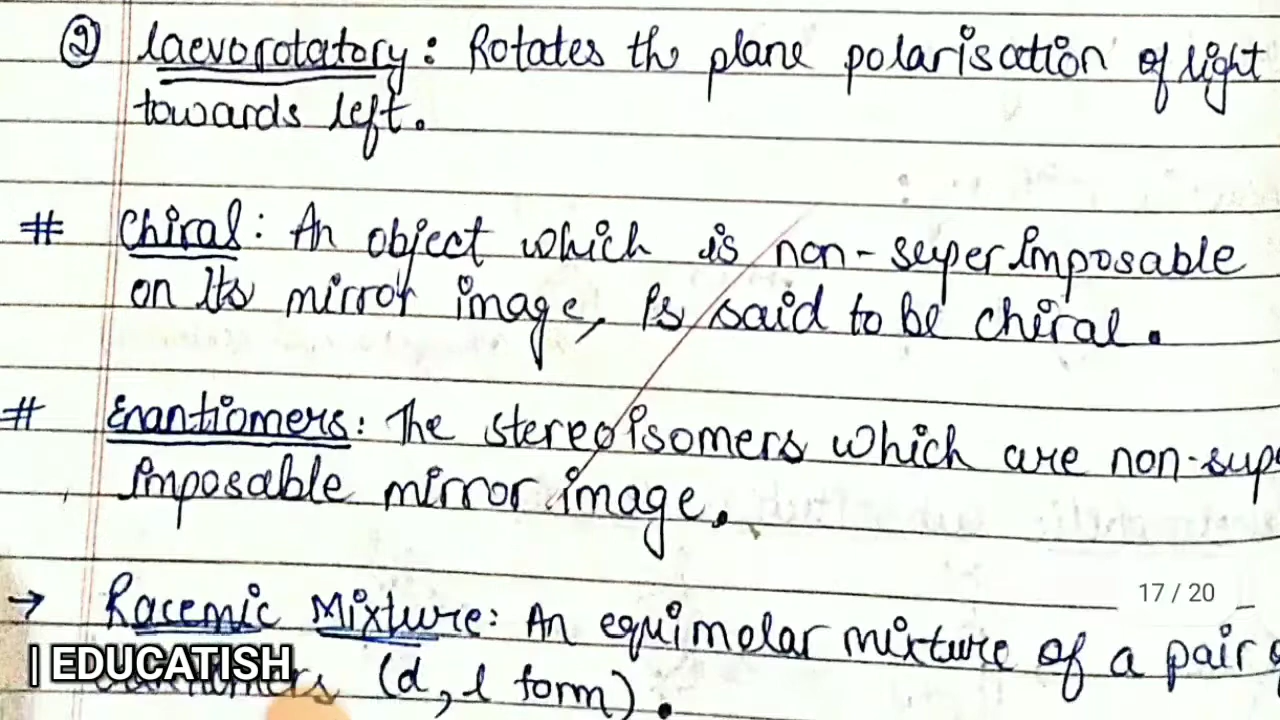 ② laevorotatory: Rotates the plane polarisation of light
towards left.
# Chiral: An object which is non-superimposable
on its mirror image, is said to be chiral.
# Enantiomers: The stereoisomers which are non-sup
imposable mirror image.
17 / 20
→ Racemic Mixture: An equimolar mixture of a pair
| EDUCATISH
(d, l form).